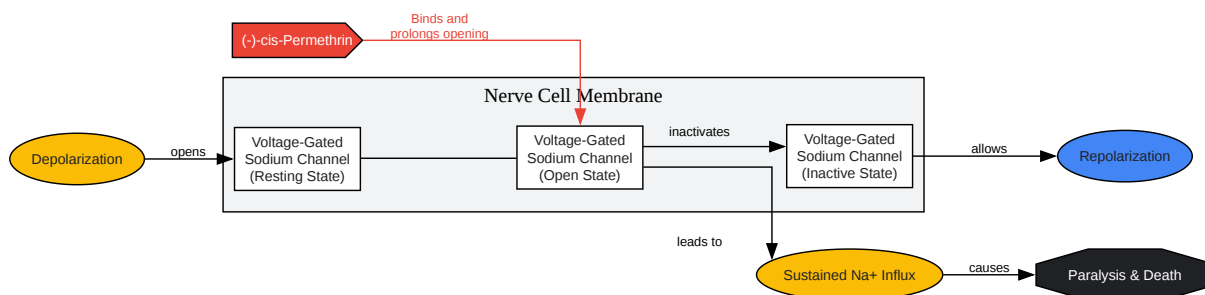 Binds and
prolongs opening
(-)-cis-Permethrin
Nerve Cell Membrane
Depolarization
opens
Voltage-Gated
Sodium Channel
(Resting State)
Voltage-Gated
Sodium Channel
(Open State)
inactivates
Voltage-Gated
Sodium Channel
(Inactive State)
allows
Repolarization
leads to
Sustained Na+ Influx
causes
Paralysis & Death